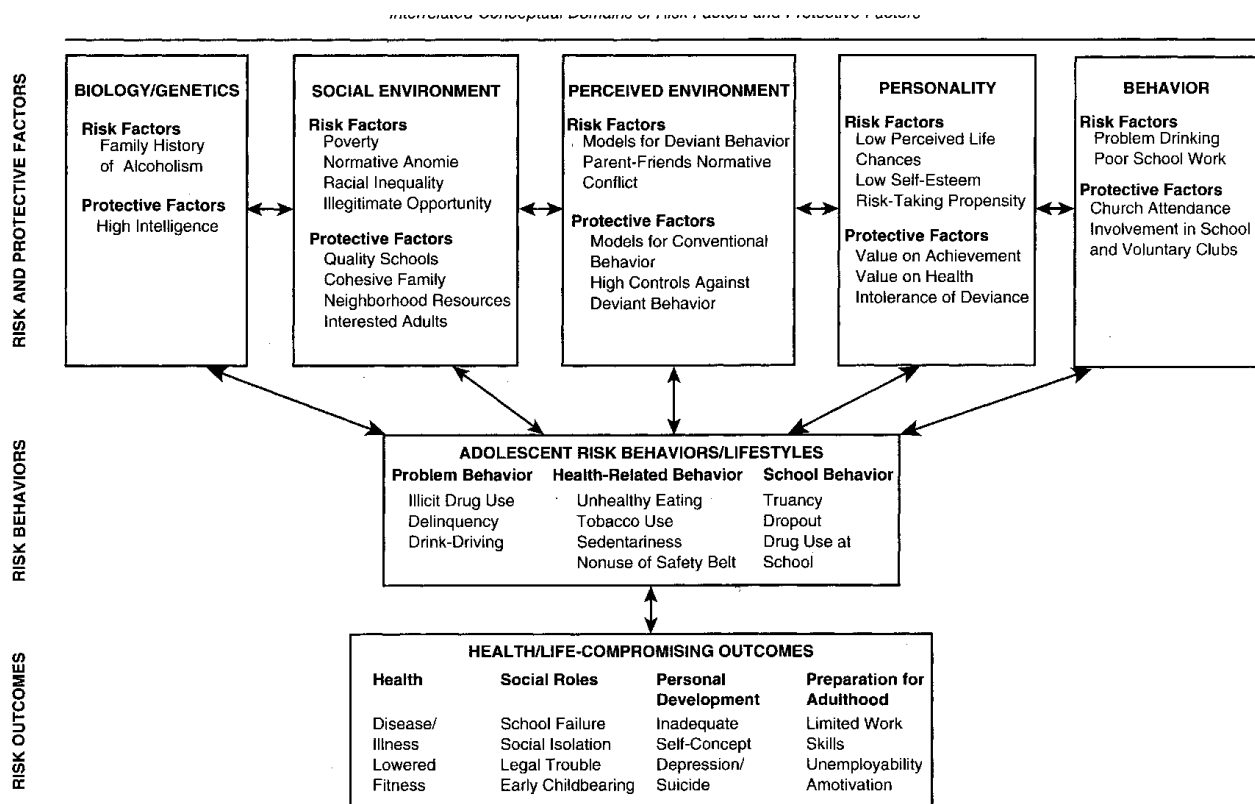 Interrelated Conceptual Domains of Risk Factors and Protective Factors
RISK AND PROTECTIVE FACTORS
BIOLOGY/GENETICS
Risk Factors
Family History
of Alcoholism
Protective Factors
High Intelligence
SOCIAL ENVIRONMENT
Risk Factors
Poverty
Normative Anomie
Racial Inequality
Illegitimate Opportunity
Protective Factors
Quality Schools
Cohesive Family
Neighborhood Resources
Interested Adults
PERCEIVED ENVIRONMENT
Risk Factors
Models for Deviant Behavior
Parent-Friends Normative
Conflict
Protective Factors
Models for Conventional
Behavior
High Controls Against
Deviant Behavior
PERSONALITY
Risk Factors
Low Perceived Life
Chances
Low Self-Esteem
Risk-Taking Propensity
Protective Factors
Value on Achievement
Value on Health
Intolerance of Deviance
BEHAVIOR
Risk Factors
Problem Drinking
Poor School Work
Protective Factors
Church Attendance
Involvement in School
and Voluntary Clubs
RISK BEHAVIORS
ADOLESCENT RISK BEHAVIORS/LIFESTYLES
Problem Behavior
Illicit Drug Use
Delinquency
Drink-Driving
Health-Related Behavior
Unhealthy Eating
Tobacco Use
Sedentariness
Nonuse of Safety Belt
School Behavior
Truancy
Dropout
Drug Use at
School
RISK OUTCOMES
HEALTH/LIFE-COMPROMISING OUTCOMES
Health
Disease/
Illness
Lowered
Fitness
Social Roles
School Failure
Social Isolation
Legal Trouble
Early Childbearing
Personal
Development
Inadequate
Self-Concept
Depression/
Suicide
Preparation for
Adulthood
Limited Work
Skills
Unemployability
Amotivation